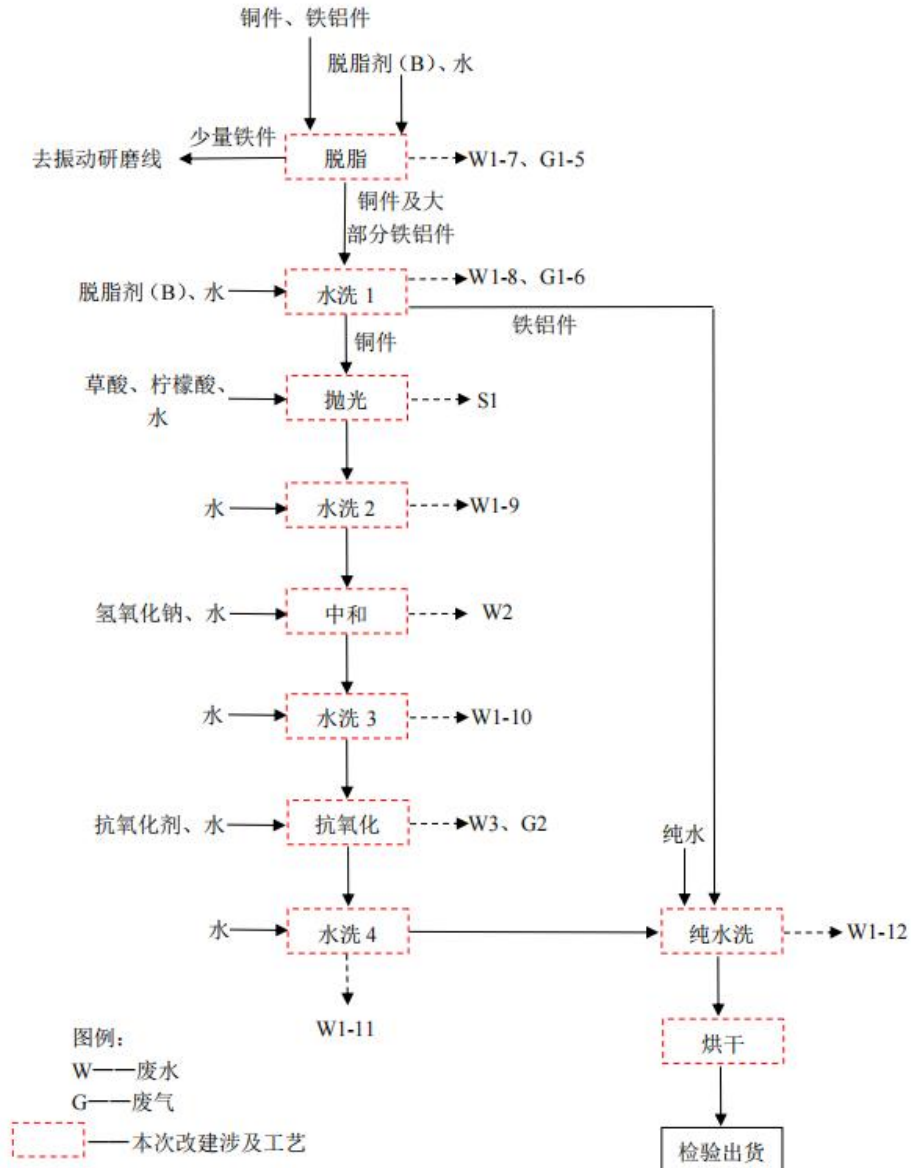 铜件、铁铝件
脱脂剂（B）、水
少量铁件
去振动研磨线
脱脂
W1-7、G1-5
铜件及大
部分铁铝件
脱脂剂（B）、水
水洗 1
W1-8、G1-6
铁铝件
铜件
草酸、柠檬酸、
水
抛光
S1
水
水洗 2
W1-9
氢氧化钠、水
中和
W2
水
水洗 3
W1-10
抗氧化剂、水
抗氧化
W3、G2
纯水
水
水洗 4
纯水洗
W1-12
W1-11
烘干
图例：
W——废水
G——废气
——本次改建涉及工艺
检验出货